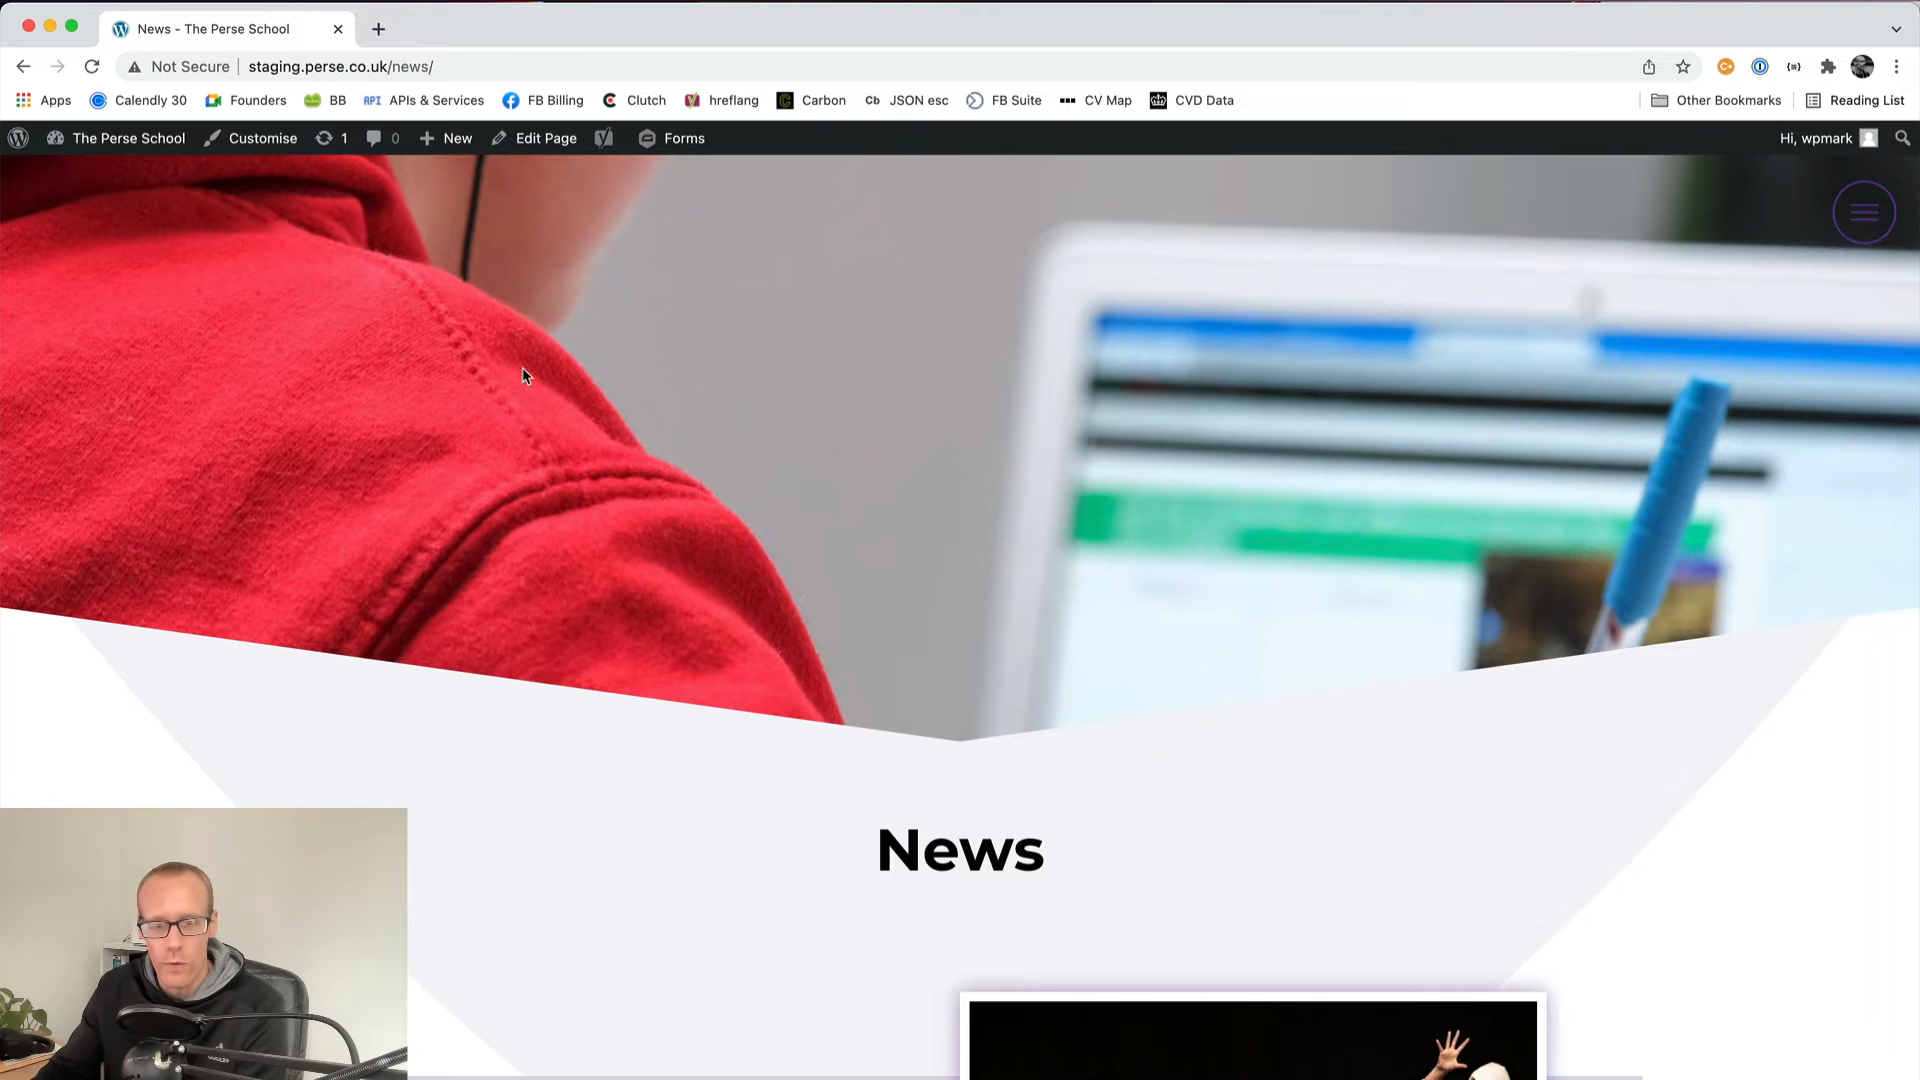 News - The Perse School
Not Secure staging.perse.co.uk/news/
Apps Calendly 30 Founders BB API APIs & Services FB Billing Clutch hreflang Carbon Cb JSON esc FB Suite CV Map CVD Data Other Bookmarks Reading List
The Perse School Customise 1 0 New Edit Page Forms Hi, wpmark
News